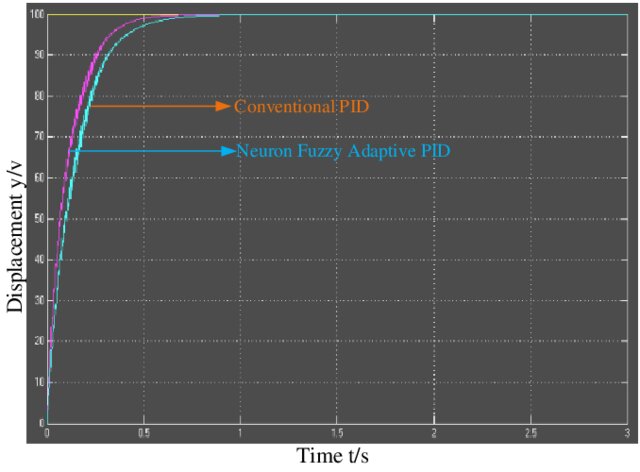 100
90
80
70
60
50
40
30
20
10
0
Displacement y/v
Conventional PID
Neuron Fuzzy Adaptive PID
0 0.5 1 1.5 2 2.5 3
Time t/s